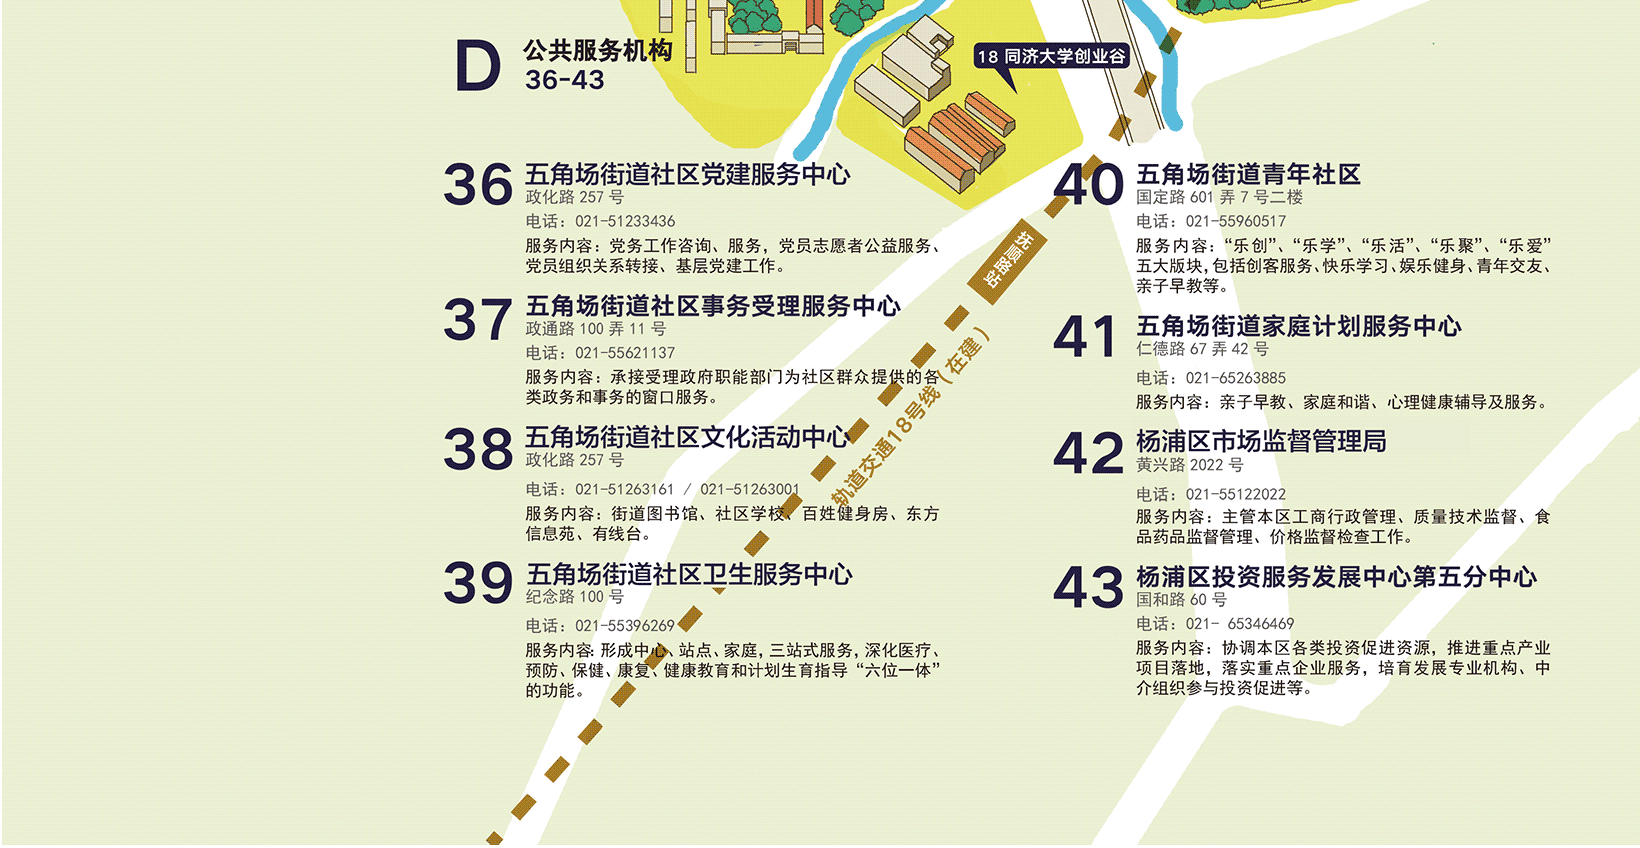 D
公共服务机构
36-43
18 同济大学创业谷
36
五角场街道社区党建服务中心
政化路 257 号
电话：021-51233436
服务内容：党务工作咨询、服务，党员志愿者公益服务、
党员组织关系转接、基层党建工作。
37
五角场街道社区事务受理服务中心
政通路 100 弄 11 号
电话：021-55621137
服务内容：承接受理政府职能部门为社区群众提供的各
类政务和事务的窗口服务。
38
五角场街道社区文化活动中心
政化路 257 号
电话：021-51263161 / 021-51263001
服务内容：街道图书馆、社区学校、百姓健身房、东方
信息苑、有线台。
39
五角场街道社区卫生服务中心
纪念路 100 号
电话：021-55396269
服务内容：形成中心、站点、家庭，三站式服务，深化医疗、
预防、保健、康复、健康教育和计划生育指导“六位一体”
的功能。
抚顺路站
轨道交通18号线（在建）
40
五角场街道青年社区
国定路 601 弄 7 号二楼
电话：021-55960517
服务内容：“乐创”、“乐学”、“乐活”、“乐聚”、“乐爱”
五大版块，包括创客服务、快乐学习、娱乐健身、青年交友、
亲子早教等。
41
五角场街道家庭计划服务中心
仁德路 67 弄 42 号
电话：021-65263885
服务内容：亲子早教、家庭和谐、心理健康辅导及服务。
42
杨浦区市场监督管理局
黄兴路 2022 号
电话：021-55122022
服务内容：主管本区工商行政管理、质量技术监督、食
品药品监督管理、价格监督检查工作。
43
杨浦区投资服务发展中心第五分中心
国和路 60 号
电话：021- 65346469
服务内容：协调本区各类投资促进资源，推进重点产业
项目落地，落实重点企业服务，培育发展专业机构、中
介组织参与投资促进等。